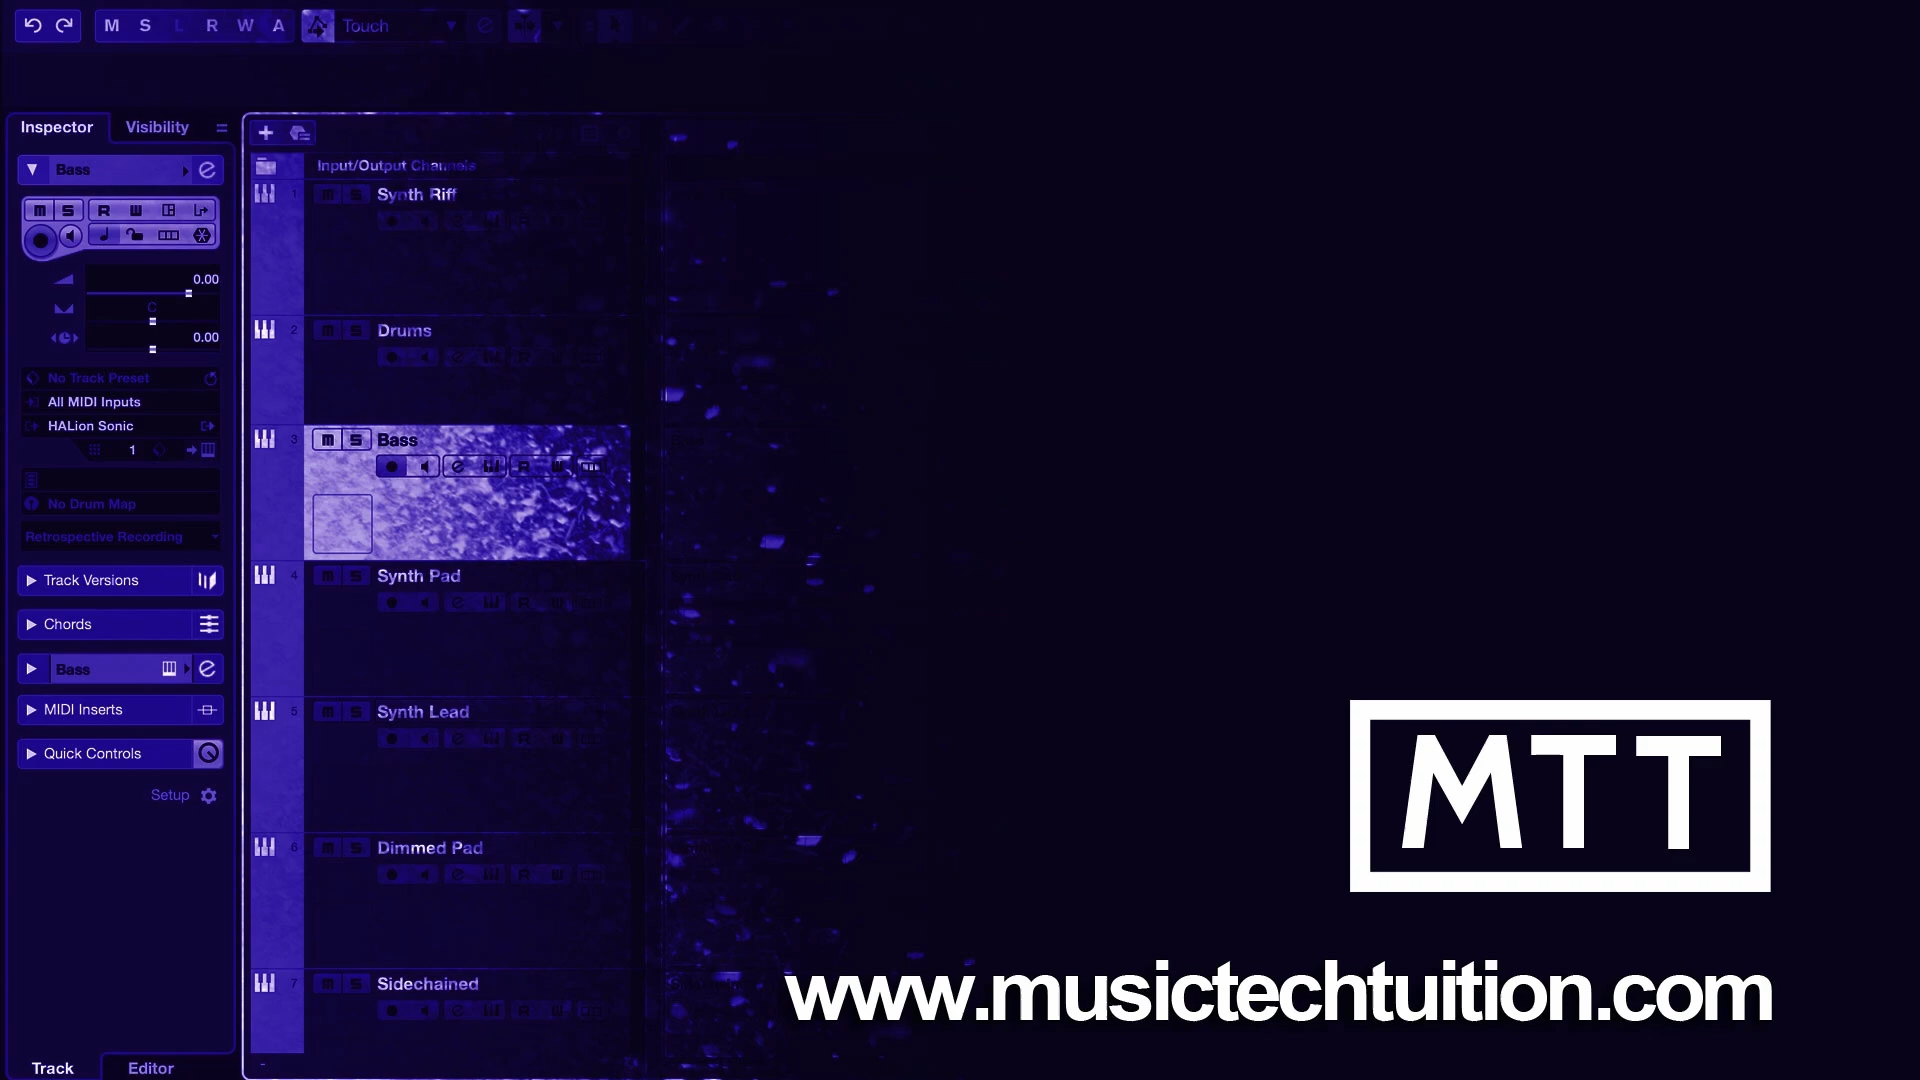 M S L R W A Touch
Inspector Visibility
Bass
M S R W
0.00
C
0.00
No Track Preset
All MIDI Inputs
HALion Sonic
1
No Drum Map
Retrospective Recording
Track Versions
Chords
Bass
MIDI Inserts
Quick Controls
Setup
Track Editor
Input/Output Channels
1 M S Synth Riff
2 M S Drums
3 M S Bass
R W
4 M S Synth Pad
R W
5 M S Synth Lead
R W
6 M S Dimmed Pad
R W
7 M S Sidechained
R W
MTT
www.musictechtuition.com